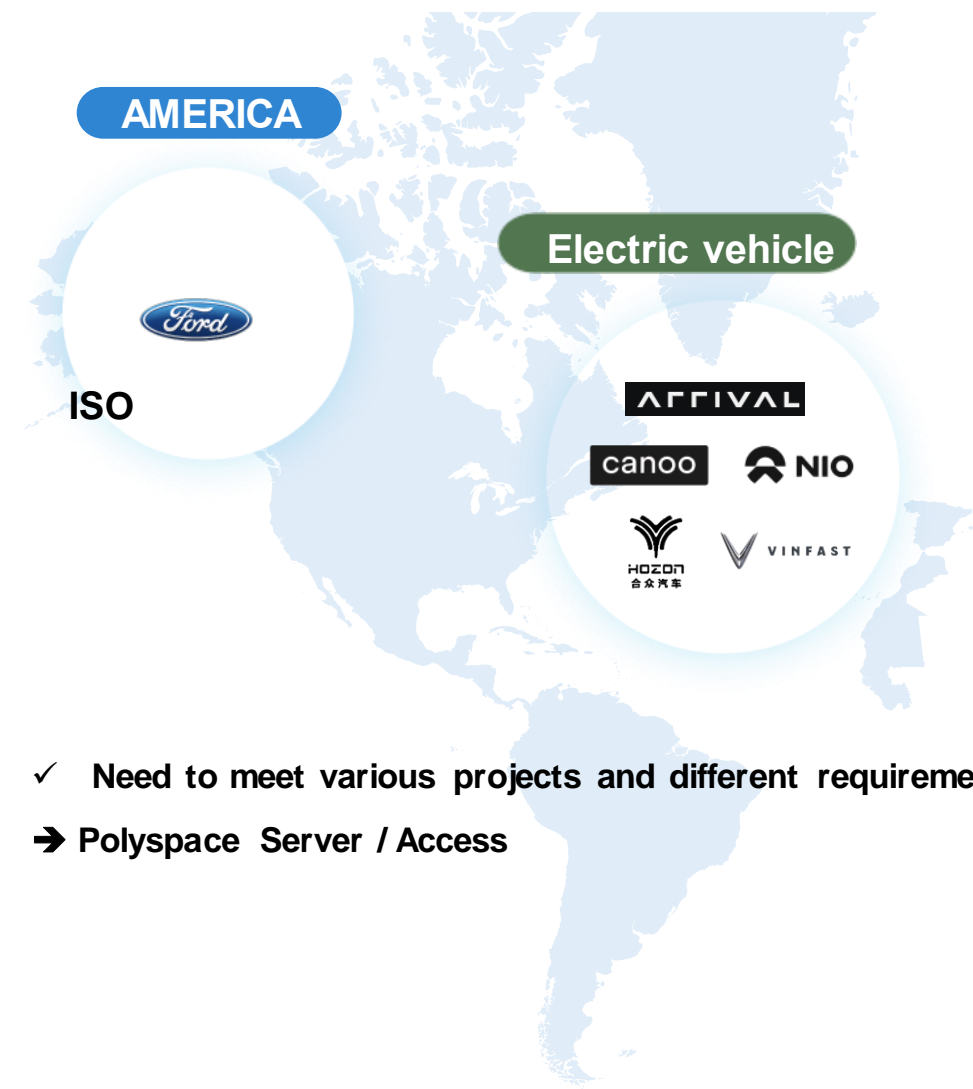 AMERICA
Electric vehicle
Ford
ISO
ARRIVAL
canoo
NIO
HOZON
合众汽车
VINFAST
✓ Need to meet various projects and different requireme
➔ Polyspace Server / Access